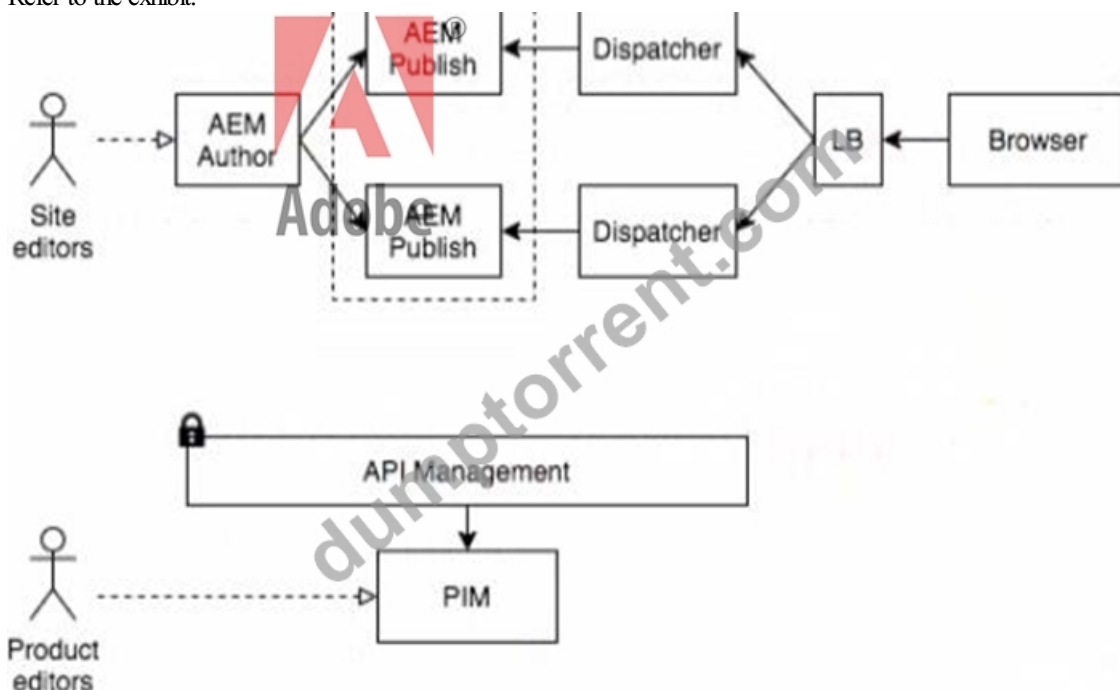 Refer to the exhibit.
AEM
Publish
Dispatcher
AEM
Author
LB
Browser
Adobe
®
AEM
Publish
Dispatcher
Site
editors
dumptorrent.com
API Management
PIM
Product
editors